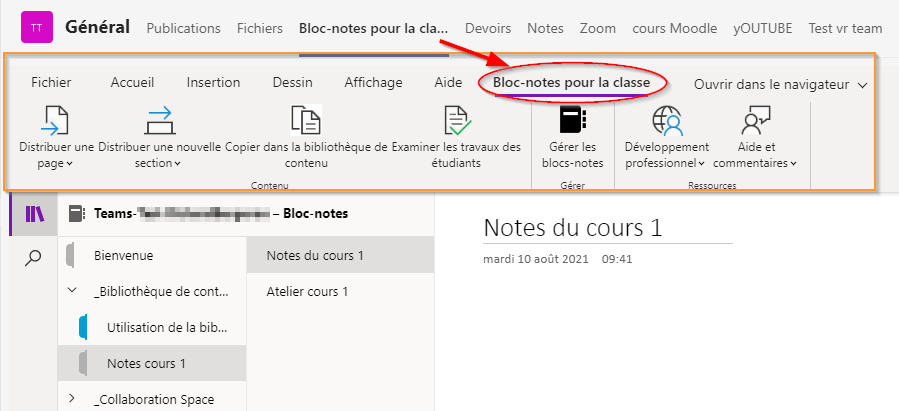 TT Général Publications Fichiers Bloc-notes pour la cla... Devoirs Notes Zoom cours Moodle yOUTUBE Test vr team
Fichier Accueil Insertion Dessin Affichage Aide Bloc-notes pour la classe Ouvrir dans le navigateur
Distribuer une page
Distribuer une nouvelle section
Copier dans la bibliothèque de contenu
Examiner les travaux des étudiants
Gérer les blocs-notes
Développement professionnel
Aide et commentaires
Contenu Gérer Ressources
Teams- – Bloc-notes
Bienvenue
_Bibliothèque de cont...
Utilisation de la bib...
Notes cours 1
_Collaboration Space
Notes du cours 1
Atelier cours 1
Notes du cours 1
mardi 10 août 2021 09:41